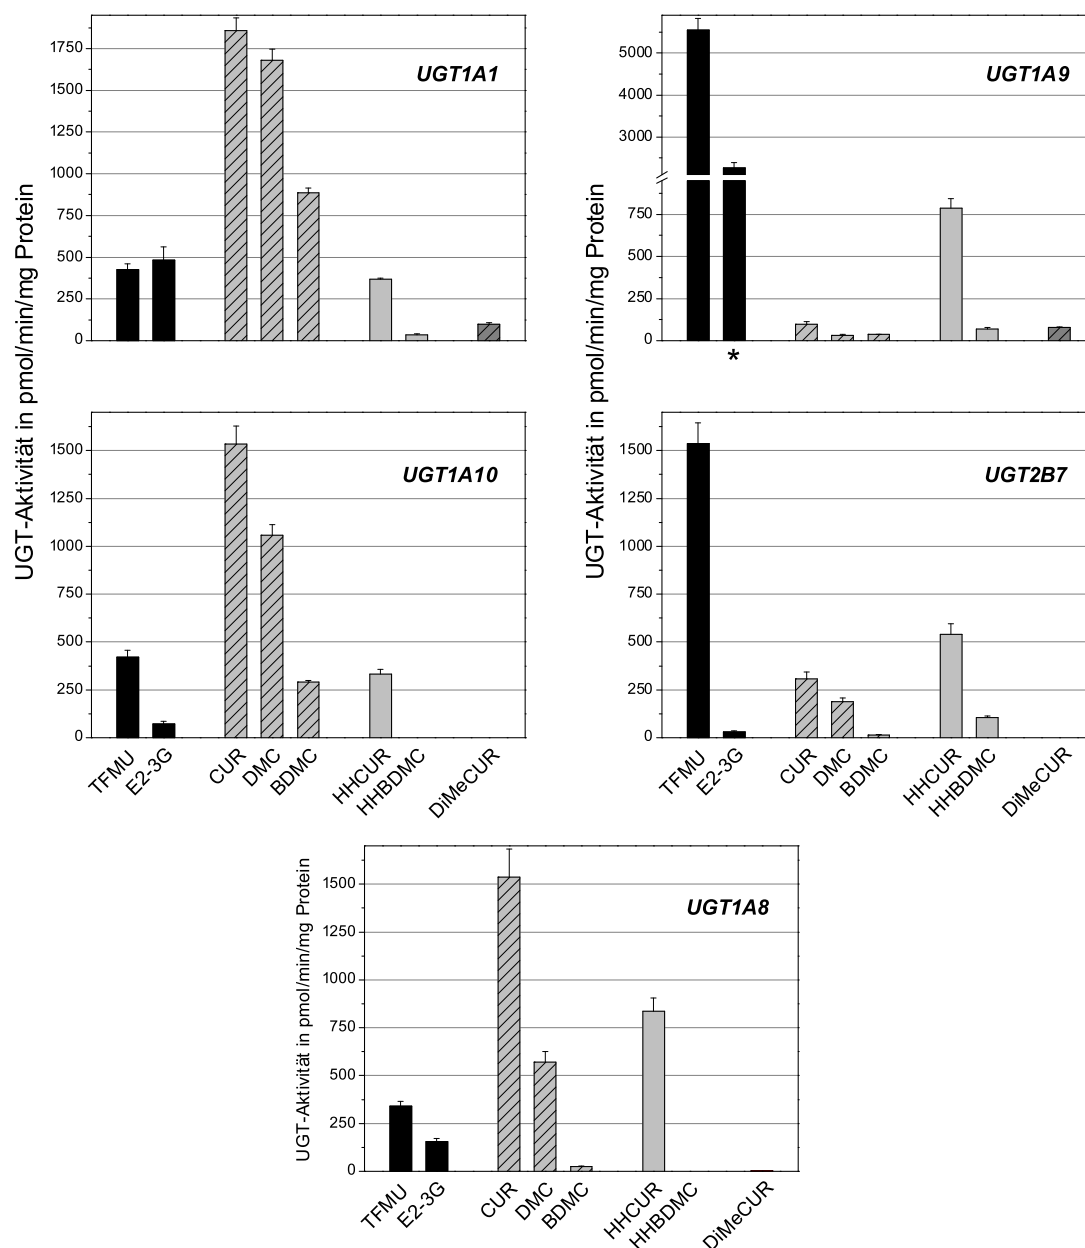 UGT-Aktivität in pmol/min/mg Protein
1750
1500
1250
1000
750
500
250
0
UGT1A1
UGT-Aktivität in pmol/min/mg Protein
5000
4000
3000
750
500
250
0
UGT1A9
*
1500
1250
1000
750
500
250
0
UGT1A10
TFMU
E2-3G
CUR
DMC
BDMC
HHCUR
HHBDMC
DiMeCUR
1500
1250
1000
750
500
250
0
UGT2B7
TFMU
E2-3G
CUR
DMC
BDMC
HHCUR
HHBDMC
DiMeCUR
UGT-Aktivität in pmol/min/mg Protein
1500
1250
1000
750
500
250
0
UGT1A8
TFMU
E2-3G
CUR
DMC
BDMC
HHCUR
HHBDMC
DiMeCUR